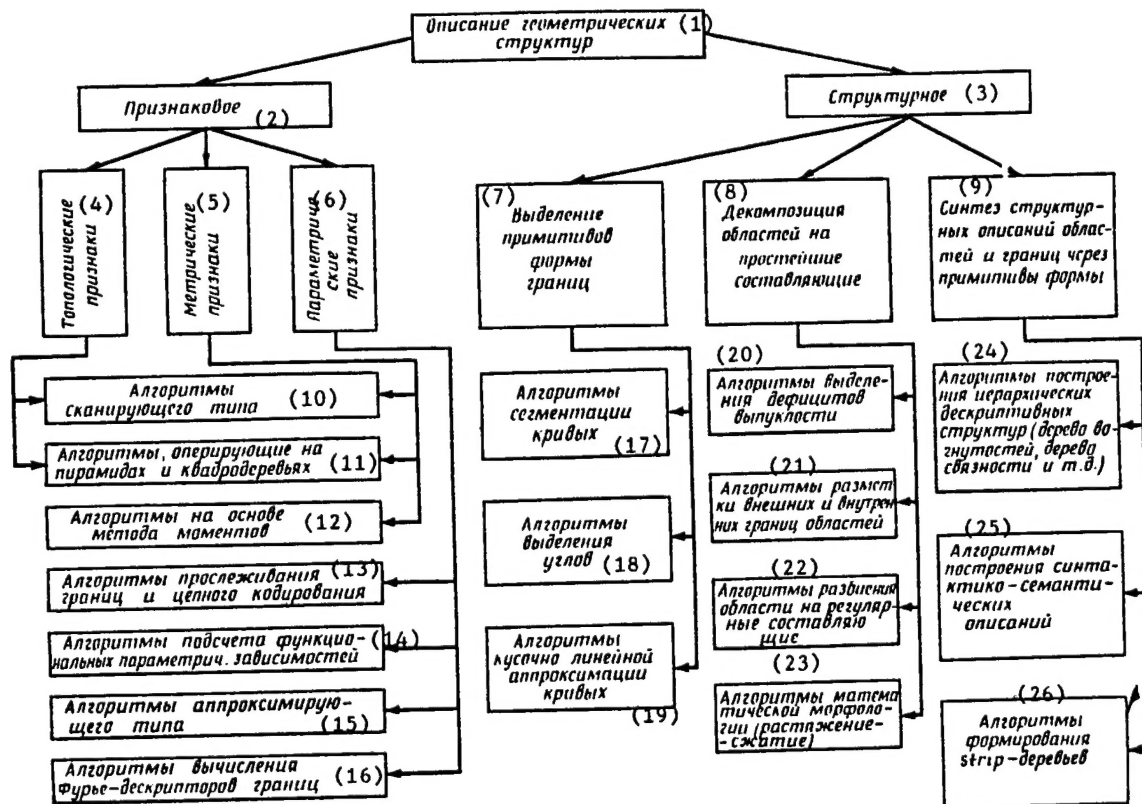 Описание геометрических (1)
структур
Признаковое
(2)
Структурное (3)
(4)
Топологические
признаки
(5)
Метрические
признаки
(6)
Параметриче
ские признаки
(7)
Выделение
примитивов
формы
границ
(8)
Декомпозиция
областей на
простейшие
составляющие
(9)
Синтез структур-
ных описаний облас-
тей и границ через
примитивы формы
Алгоритмы
сканирующего типа (10)
Алгоритмы, оперирующие на
пирамидах и квадродеревьях (11)
Алгоритмы на основе (12)
метода моментов
Алгоритмы прослеживания (13)
границ и цепного кодирования
Алгоритмы подсчета функцио- (14)
нальных параметрич. зависимостей
Алгоритмы аппроксимирую-
щего типа (15)
Алгоритмы вычисления (16)
Фурье-дескрипторов границ
Алгоритмы
сегментации
кривых (17)
Алгоритмы
выделения
углов (18)
Алгоритмы
кусочно линейной
аппроксимации
кривых
(19)
(20)
Алгоритмы выделе-
ния дефицитов
выпуклости
(21)
Алгоритмы размет
ки внешних и внутрен
них границ областей
(22)
Алгоритмы разбиения
области на регуляр-
ные составляю
щие
(23)
Алгоритмы матема
тической морфоло-
гии (растяжение-
-сжатие)
(24)
Алгоритмы построе-
ния иерархических
дескриптивных
структур (дерево во-
гнутостей, дерево
связности и т.д.)
(25)
Алгоритмы
построения синта-
ктико-семанти-
ческих
описаний
(26)
Алгоритмы
формирования
strip-деревьев